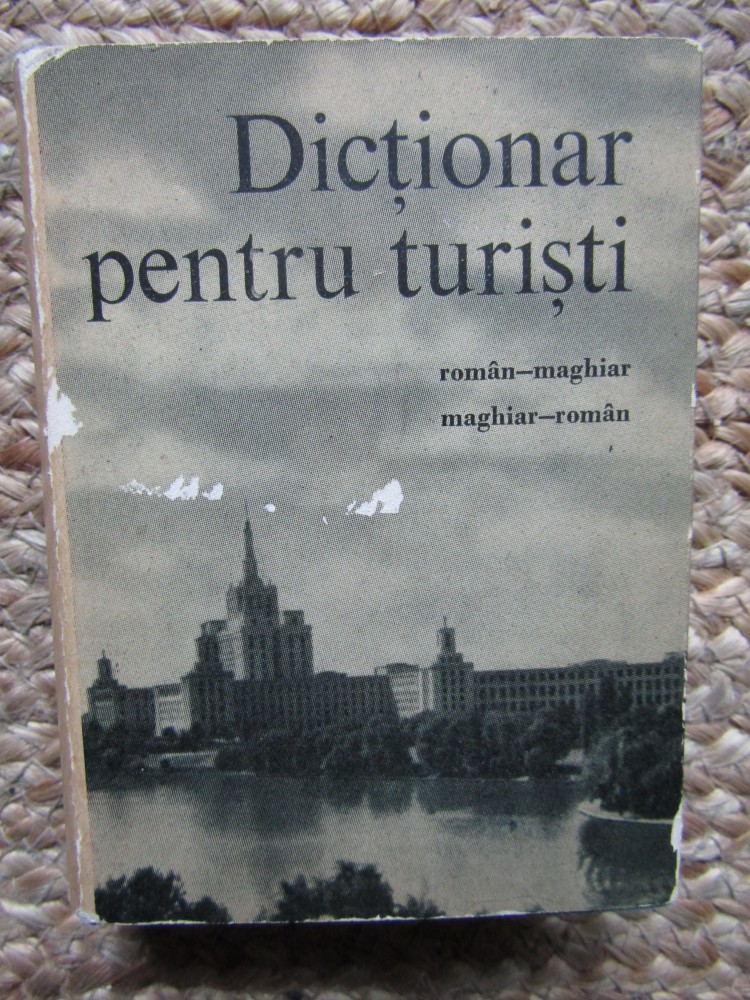 Dicționar
pentru turiști
român—maghiar
maghiar—român